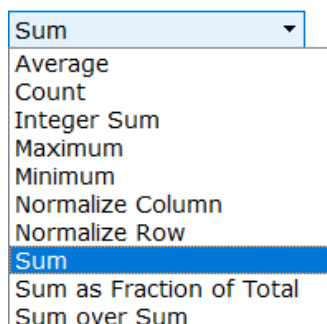 Sum
Average
Count
Integer Sum
Maximum
Minimum
Normalize Column
Normalize Row
Sum
Sum as Fraction of Total
Sum over Sum